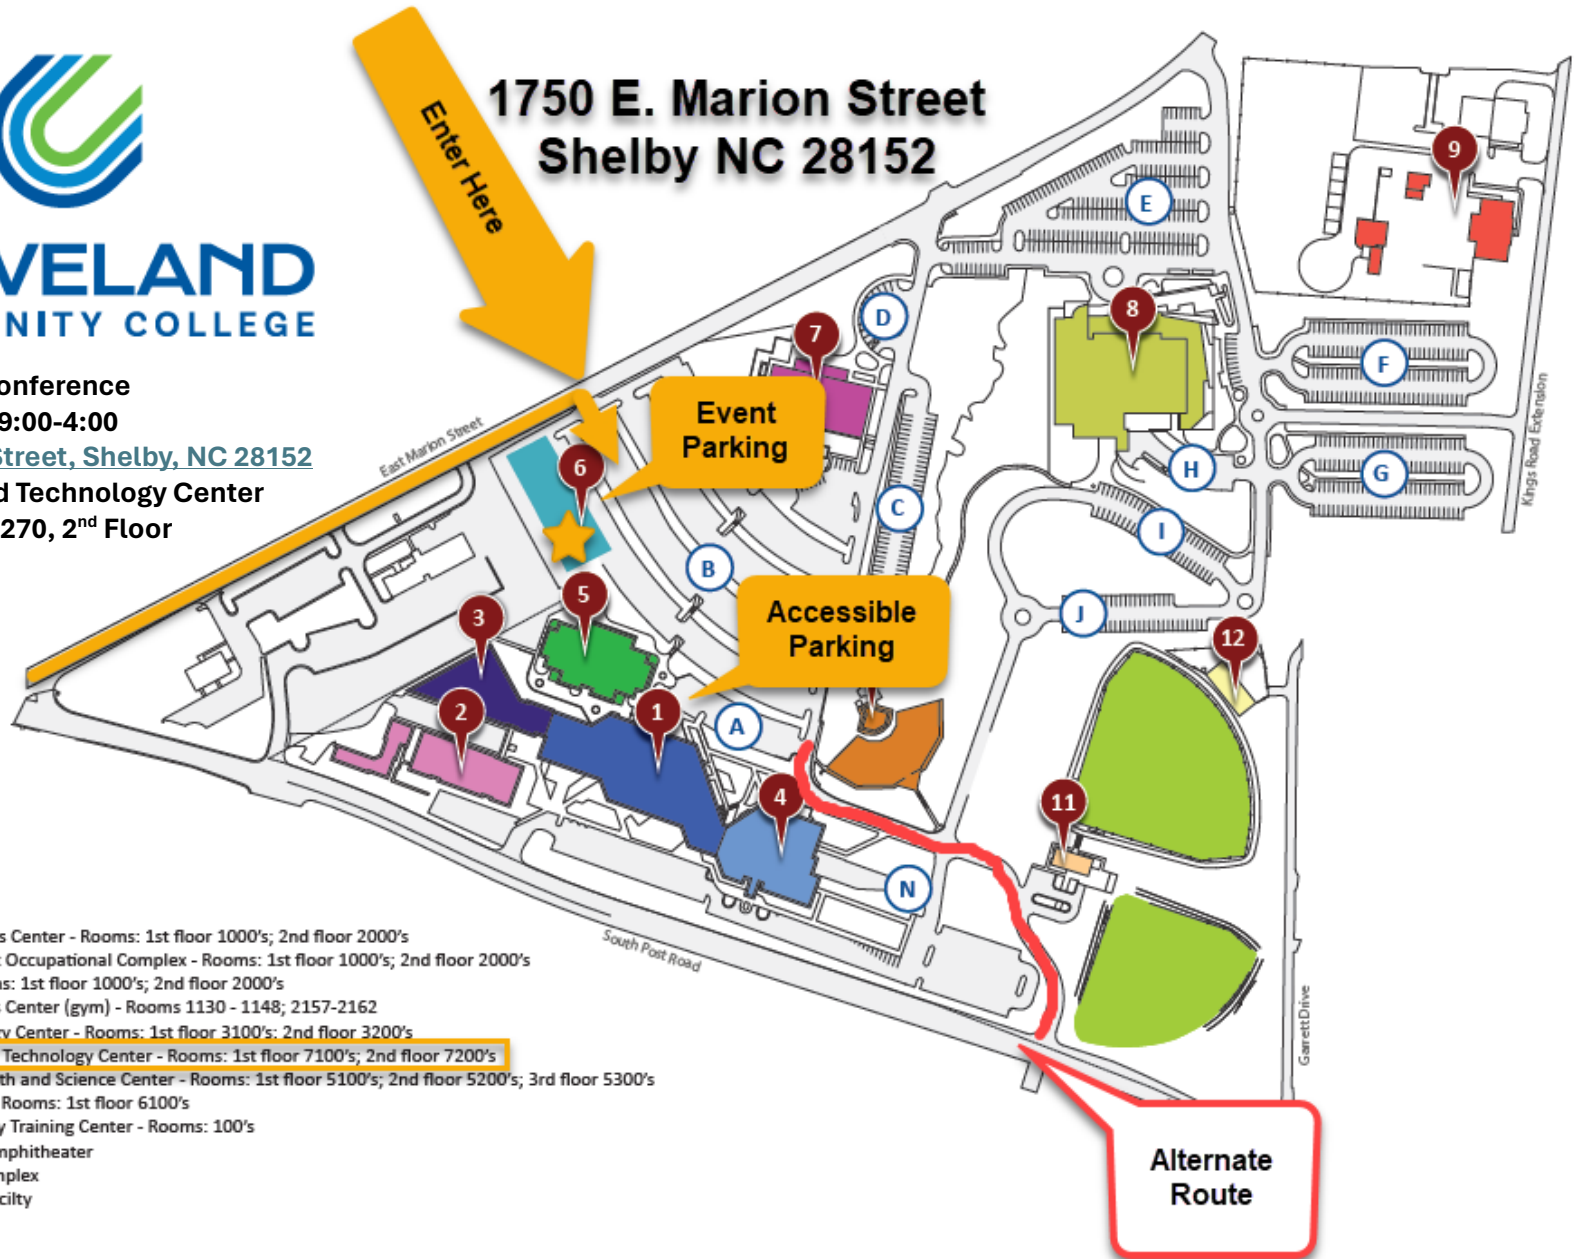 1750 E. Marion Street
Shelby NC 28152
Enter Here
VELAND
NITY COLLEGE
onference
9:00-4:00
Street, Shelby, NC 28152
d Technology Center
270, 2nd Floor
East Marion Street
Event
Parking
Accessible
Parking
Kings Road Extension
South Post Road
Garrett Drive
Alternate
Route
1
2
3
4
5
6
7
8
9
11
12
A
B
C
D
E
F
G
H
I
J
N
s Center - Rooms: 1st floor 1000's; 2nd floor 2000's
t Occupational Complex - Rooms: 1st floor 1000's; 2nd floor 2000's
ns: 1st floor 1000's; 2nd floor 2000's
s Center (gym) - Rooms 1130 - 1148; 2157-2162
ty Center - Rooms: 1st floor 3100's: 2nd floor 3200's
Technology Center - Rooms: 1st floor 7100's; 2nd floor 7200's
th and Science Center - Rooms: 1st floor 5100's; 2nd floor 5200's; 3rd floor 5300's
Rooms: 1st floor 6100's
y Training Center - Rooms: 100's
mphitheater
mplex
cilty